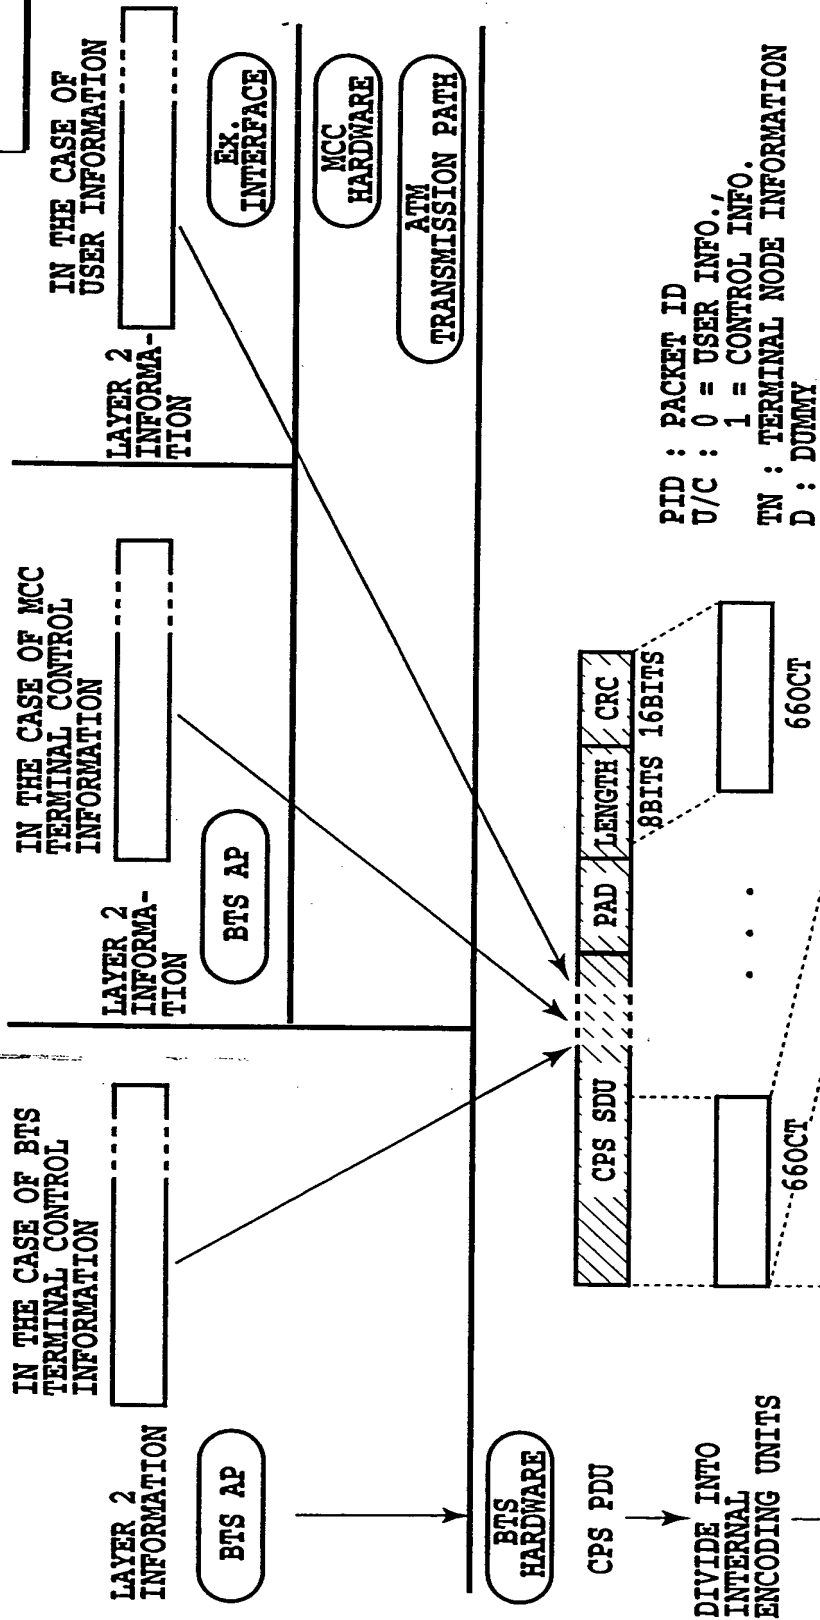 IN THE CASE OF BTS
TERMINAL CONTROL
INFORMATION
LAYER 2
INFORMATION
BTS AP
IN THE CASE OF MCC
TERMINAL CONTROL
INFORMATION
LAYER 2
INFORMA-
TION
BTS AP
IN THE CASE OF
USER INFORMATION
LAYER 2
INFORMA-
TION
EX.
INTERFACE
MCC
HARDWARE
ATM
TRANSMISSION PATH
BTS
HARDWARE
CPS PDU
CPS SDU
PAD
LENGTH
CRC
8BITS
16BITS
DIVIDE INTO
INTERNAL
ENCODING UNITS
66OCT
66OCT
PID : PACKET ID
U/C : 0 = USER INFO.,
1 = CONTROL INFO.
TN : TERMINAL NODE INFORMATION
D : DUMMY